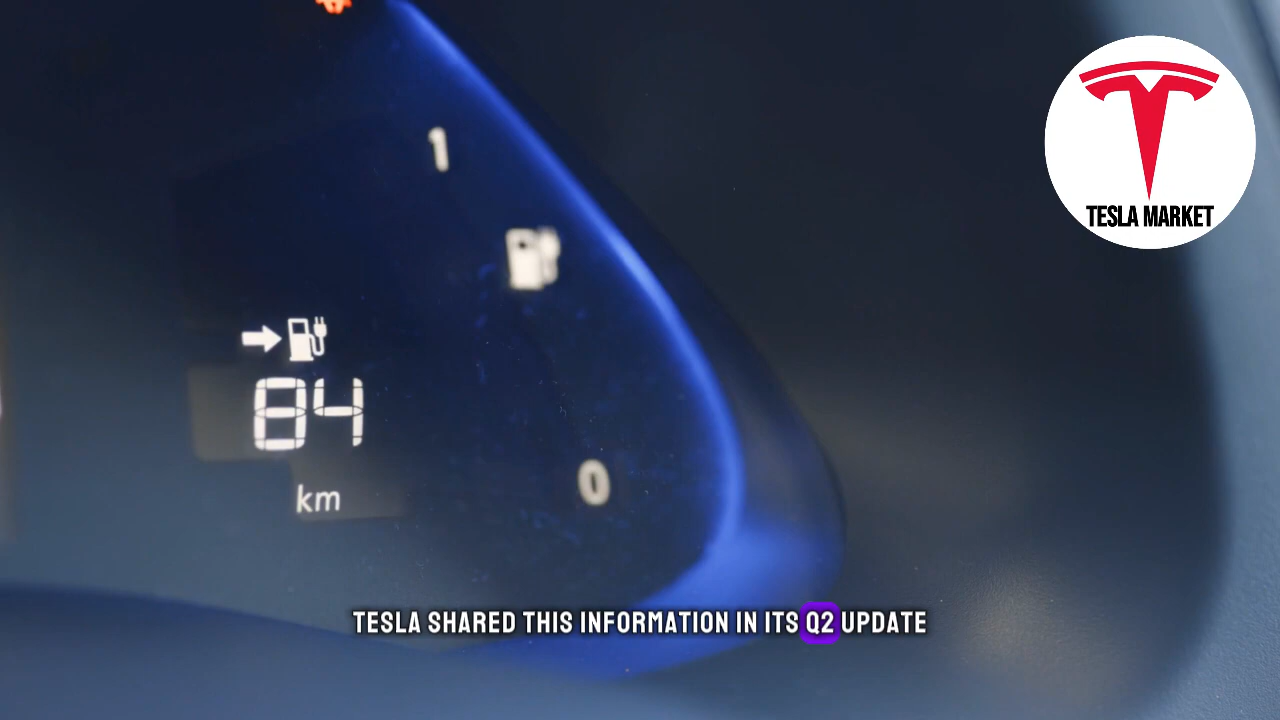 1
84
km
0
TESLA MARKET
TESLA SHARED THIS INFORMATION IN ITS Q2 UPDATE